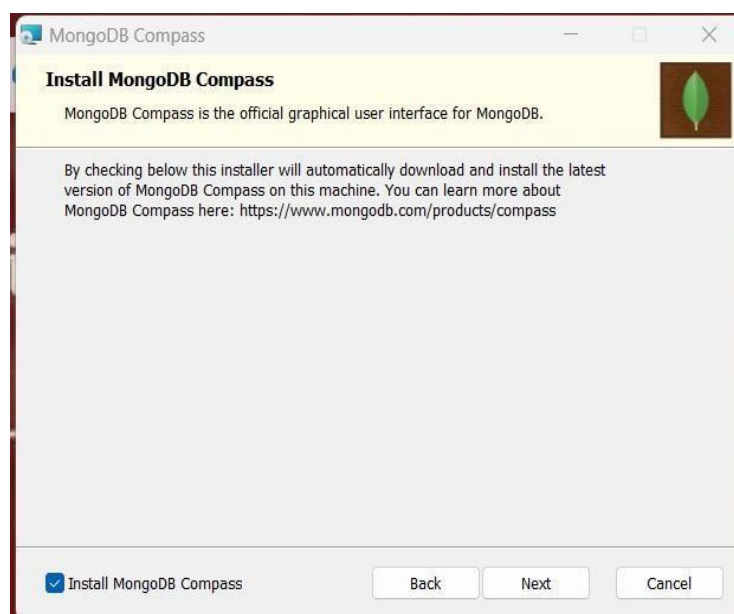 MongoDB Compass
Install MongoDB Compass
MongoDB Compass is the official graphical user interface for MongoDB.
By checking below this installer will automatically download and install the latest
version of MongoDB Compass on this machine. You can learn more about
MongoDB Compass here: https://www.mongodb.com/products/compass
Install MongoDB Compass
Back
Next
Cancel